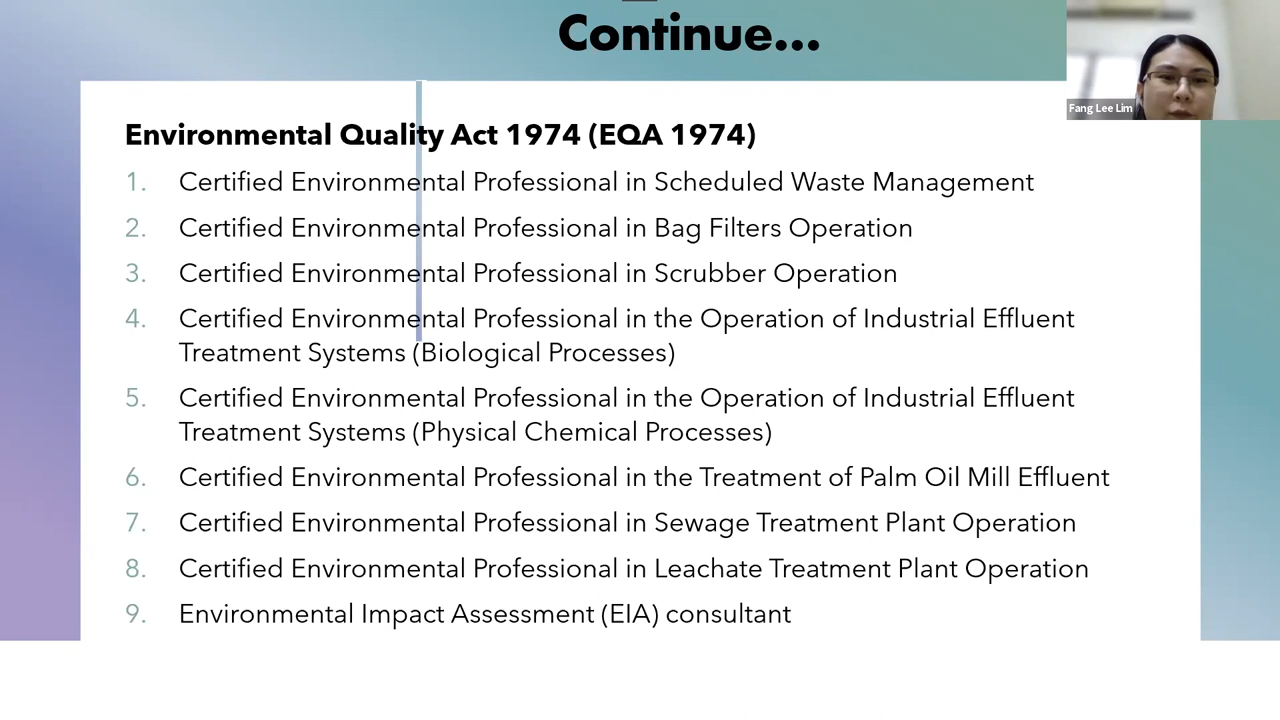 Continue...
Fang Lee Lim
Environmental Quality Act 1974 (EQA 1974)
1. Certified Environmental Professional in Scheduled Waste Management
2. Certified Environmental Professional in Bag Filters Operation
3. Certified Environmental Professional in Scrubber Operation
4. Certified Environmental Professional in the Operation of Industrial Effluent
Treatment Systems (Biological Processes)
5. Certified Environmental Professional in the Operation of Industrial Effluent
Treatment Systems (Physical Chemical Processes)
6. Certified Environmental Professional in the Treatment of Palm Oil Mill Effluent
7. Certified Environmental Professional in Sewage Treatment Plant Operation
8. Certified Environmental Professional in Leachate Treatment Plant Operation
9. Environmental Impact Assessment (EIA) consultant